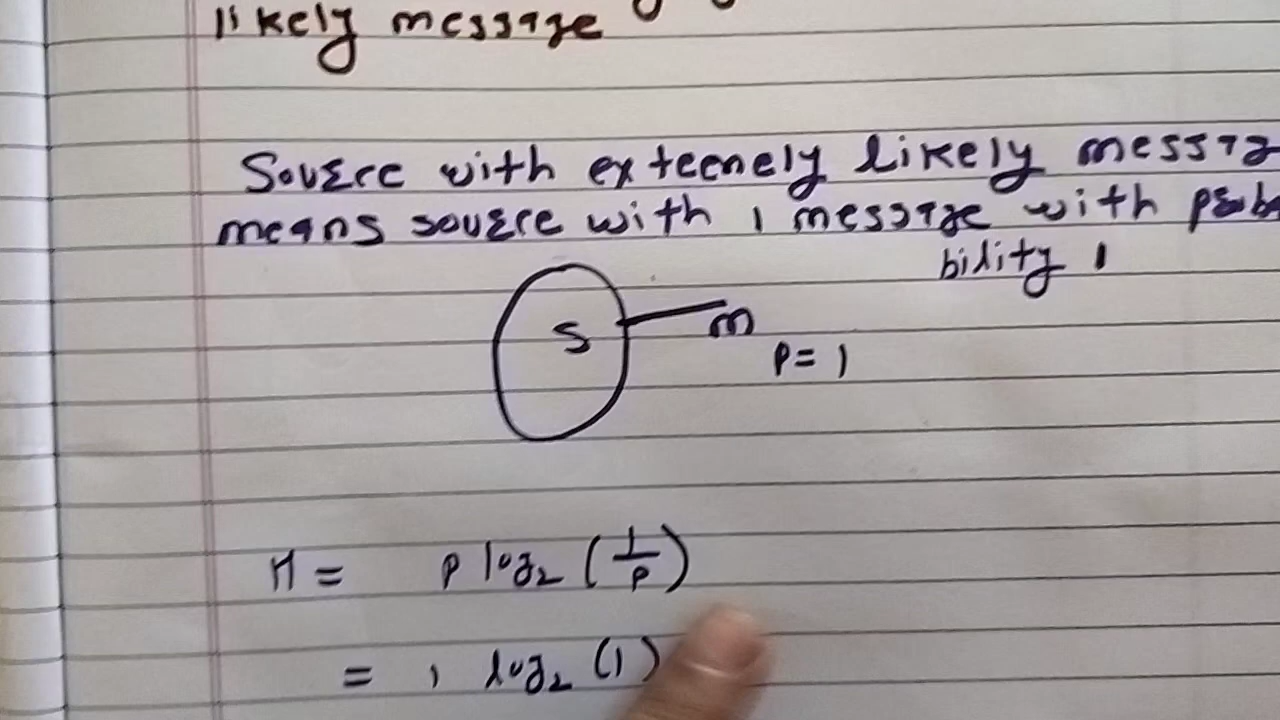 likely message
Source with extremely likely message
means source with 1 message with proba
bility 1
S
m
P = 1
H = P log₂ (1/P)
= 1 log₂ (1)